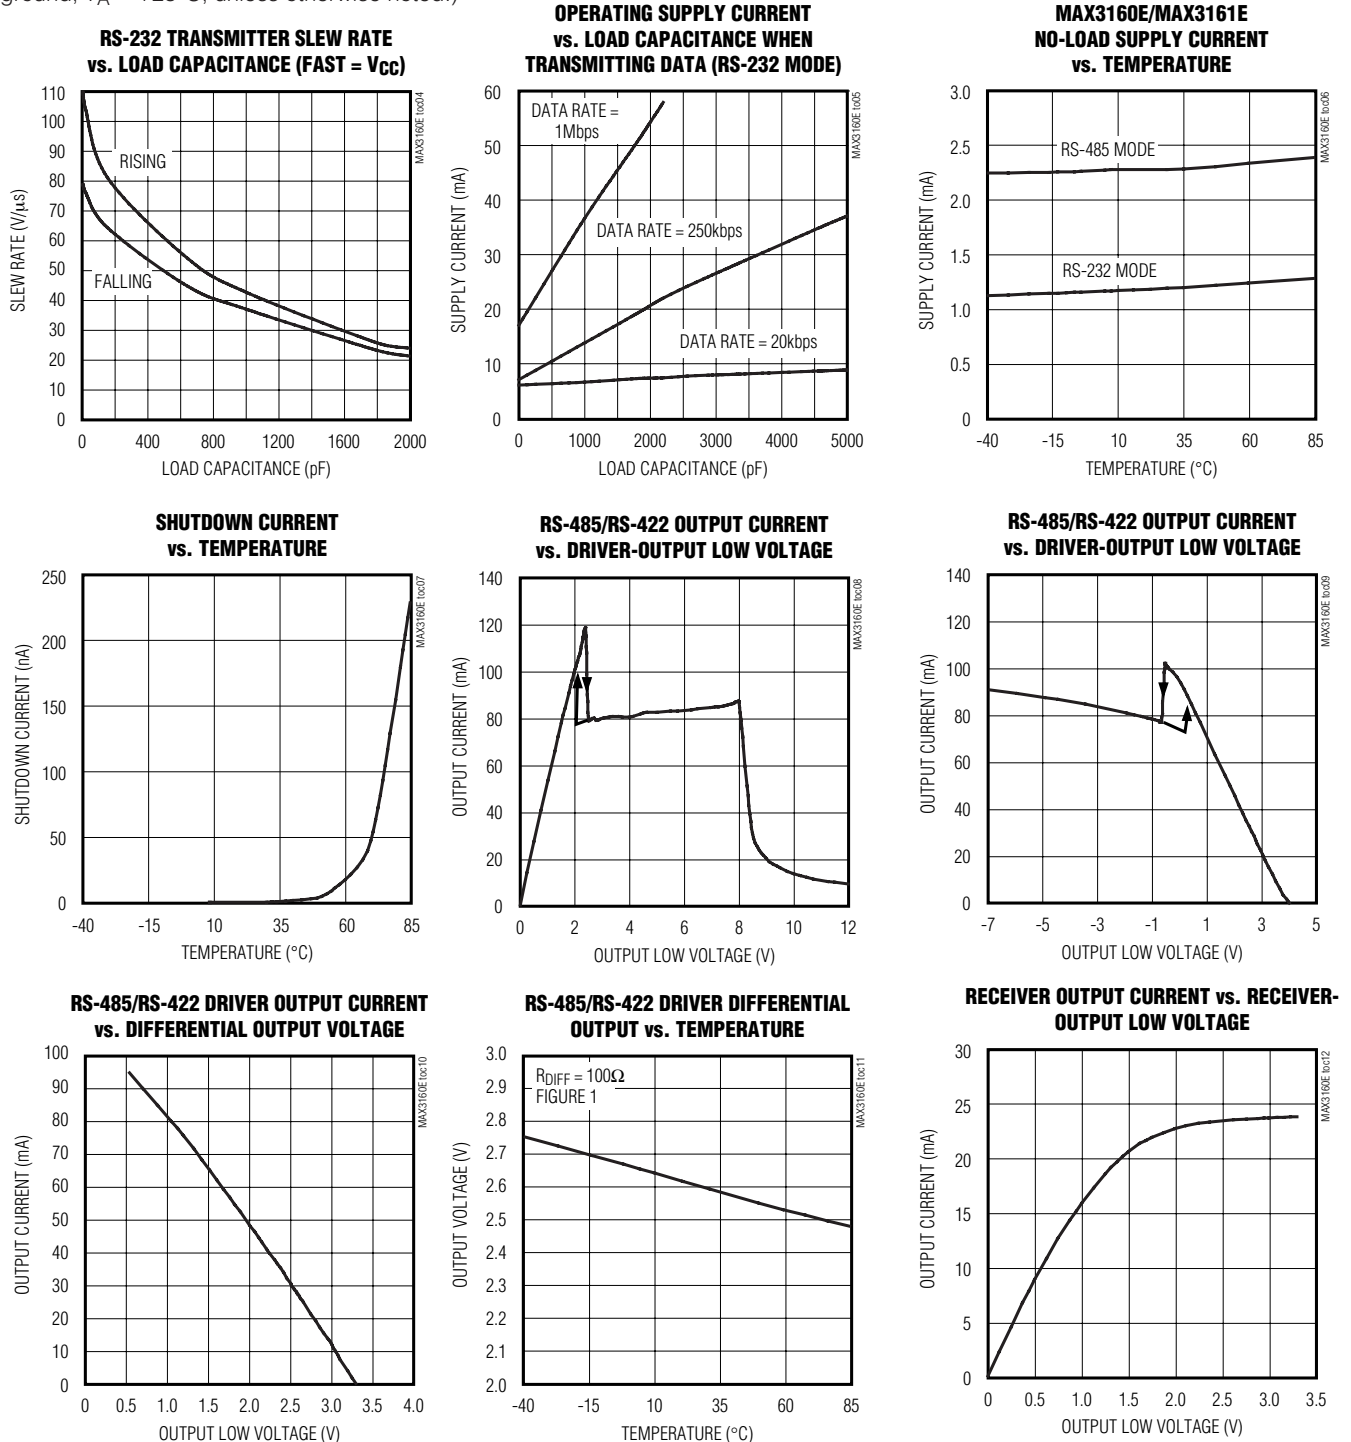 RS-232 TRANSMITTER SLEW RATE
vs. LOAD CAPACITANCE (FAST = VCC)
MAX3160E toc04
SLEW RATE (V/µs)
110
100
90
80
70
60
50
40
30
20
10
0
RISING
FALLING
0 400 800 1200 1600 2000
LOAD CAPACITANCE (pF)
OPERATING SUPPLY CURRENT
vs. LOAD CAPACITANCE WHEN
TRANSMITTING DATA (RS-232 MODE)
MAX3160E to05
SUPPLY CURRENT (mA)
60
50
40
30
20
10
0
DATA RATE =
1Mbps
DATA RATE = 250kbps
DATA RATE = 20kbps
0 1000 2000 3000 4000 5000
LOAD CAPACITANCE (pF)
MAX3160E/MAX3161E
NO-LOAD SUPPLY CURRENT
vs. TEMPERATURE
MAX3160E toc06
SUPPLY CURRENT (mA)
3.0
2.5
2.0
1.5
1.0
0.5
0
RS-485 MODE
RS-232 MODE
-40 -15 10 35 60 85
TEMPERATURE (°C)
SHUTDOWN CURRENT
vs. TEMPERATURE
MAX3160E toc07
SHUTDOWN CURRENT (nA)
250
200
150
100
50
0
-40 -15 10 35 60 85
TEMPERATURE (°C)
RS-485/RS-422 OUTPUT CURRENT
vs. DRIVER-OUTPUT LOW VOLTAGE
MAX3160E toc08
OUTPUT CURRENT (mA)
140
120
100
80
60
40
20
0
0 2 4 6 8 10 12
OUTPUT LOW VOLTAGE (V)
RS-485/RS-422 OUTPUT CURRENT
vs. DRIVER-OUTPUT LOW VOLTAGE
MAX3160E toc09
OUTPUT CURRENT (mA)
140
120
100
80
60
40
20
0
-7 -5 -3 -1 1 3 5
OUTPUT LOW VOLTAGE (V)
RS-485/RS-422 DRIVER OUTPUT CURRENT
vs. DIFFERENTIAL OUTPUT VOLTAGE
MAX3160E toc10
OUTPUT CURRENT (mA)
100
90
80
70
60
50
40
30
20
10
0
0 0.5 1.0 1.5 2.0 2.5 3.0 3.5 4.0
OUTPUT LOW VOLTAGE (V)
RS-485/RS-422 DRIVER DIFFERENTIAL
OUTPUT vs. TEMPERATURE
MAX3160E toc11
OUTPUT VOLTAGE (V)
3.0
2.9
2.8
2.7
2.6
2.5
2.4
2.3
2.2
2.1
2.0
RDIFF = 100Ω
FIGURE 1
-40 -15 10 35 60 85
TEMPERATURE (°C)
RECEIVER OUTPUT CURRENT vs. RECEIVER-
OUTPUT LOW VOLTAGE
MAX3160E toc12
OUTPUT CURRENT (mA)
30
25
20
15
10
5
0
0 0.5 1.0 1.5 2.0 2.5 3.0 3.5
OUTPUT LOW VOLTAGE (V)